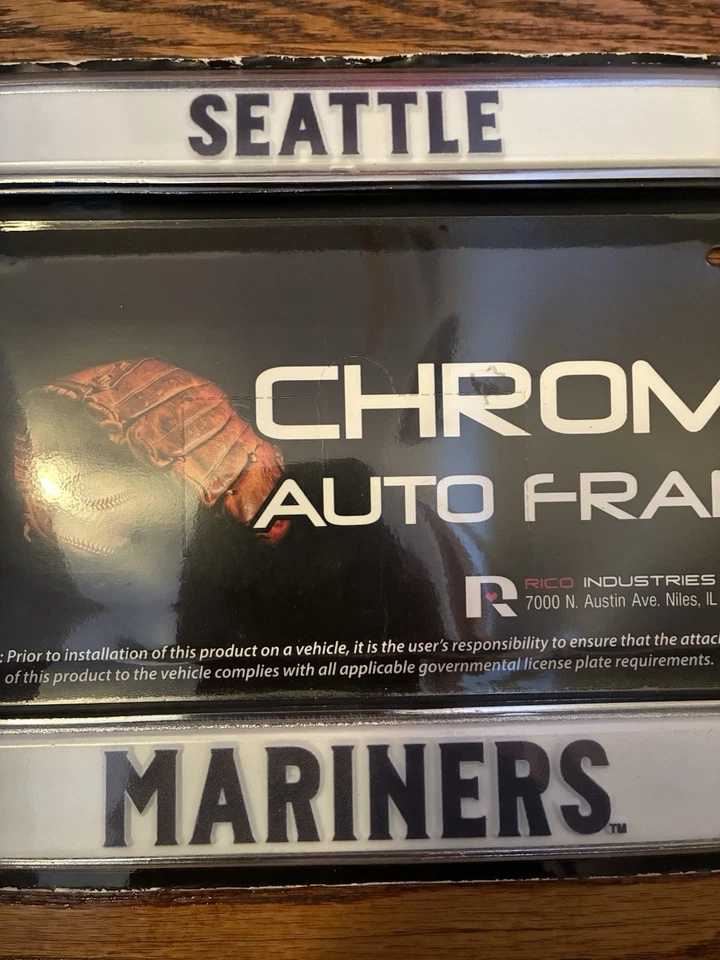 SEATTLE
CHROM
AUTO FRA
RICO INDUSTRIES
7000 N. Austin Ave. Niles, IL
: Prior to installation of this product on a vehicle, it is the user's responsibility to ensure that the attac
of this product to the vehicle complies with all applicable governmental license plate requirements.
MARINERS™